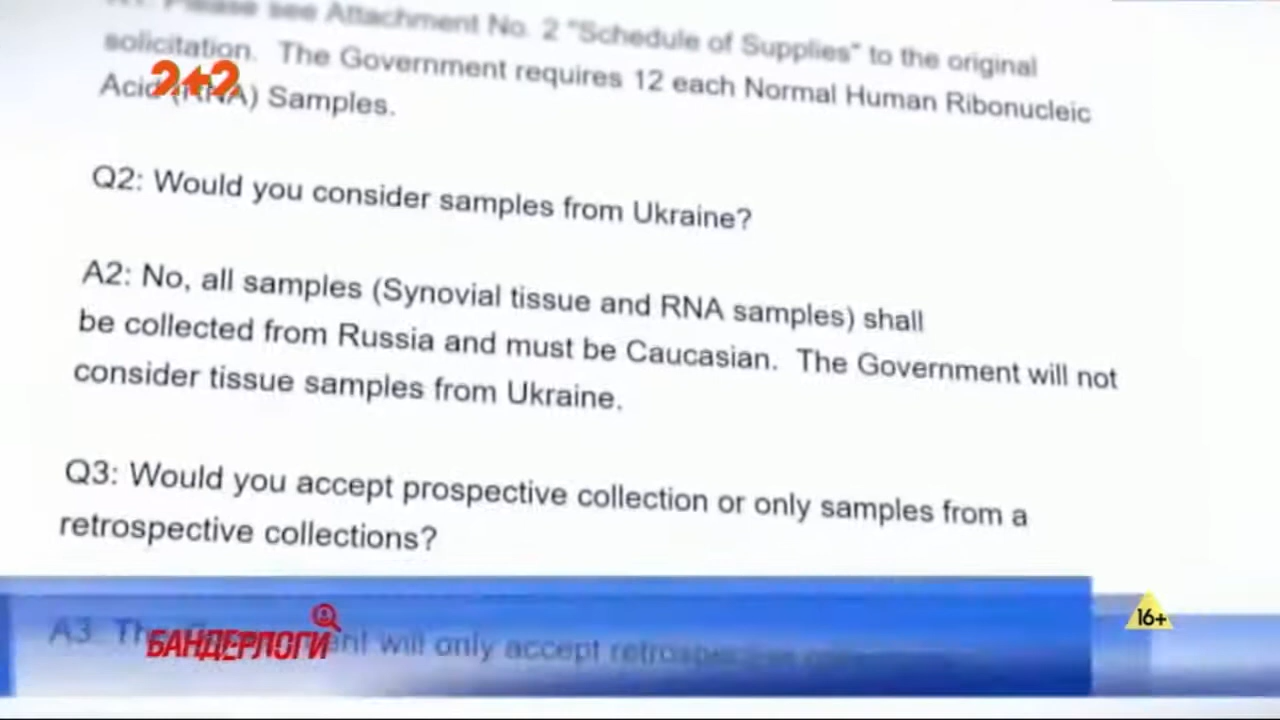 Please see Attachment No. 2 "Schedule of Supplies" to the original
solicitation. The Government requires 12 each Normal Human Ribonucleic
Acid (RNA) Samples.
2+2
Q2: Would you consider samples from Ukraine?
A2: No, all samples (Synovial tissue and RNA samples) shall
be collected from Russia and must be Caucasian. The Government will not
consider tissue samples from Ukraine.
Q3: Would you accept prospective collection or only samples from a
retrospective collections?
A3: The will only accept
БАНДЕРЛОГИ
16+